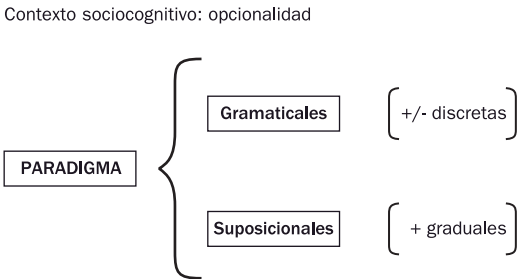 Contexto sociocognitivo: opcionalidad
Gramaticales
+/- discretas
PARADIGMA
Suposicionales
+ graduales